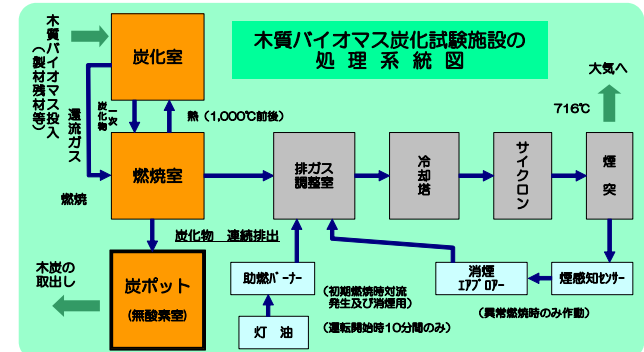 木質バイオマス炭化試験施設の
処理系統図
木質バイオマス投入
（製材残材等）
炭化室
還流ガス
一次
炭化物
熱（1,000℃前後）
大気へ
716℃
燃焼室
排ガス
調整室
冷却塔
サイクロン
煙突
燃焼
炭化物 連続排出
木炭の
取出し
炭ポット
（無酸素室）
助燃ﾊﾞｰﾅｰ
（初期燃焼時対流
発生及び消煙用）
消煙
ｴｱﾌﾞﾛｱｰ
煙感知ｾﾝｻｰ
（異常燃焼時のみ作動）
灯 油
（運転開始時10分間のみ）